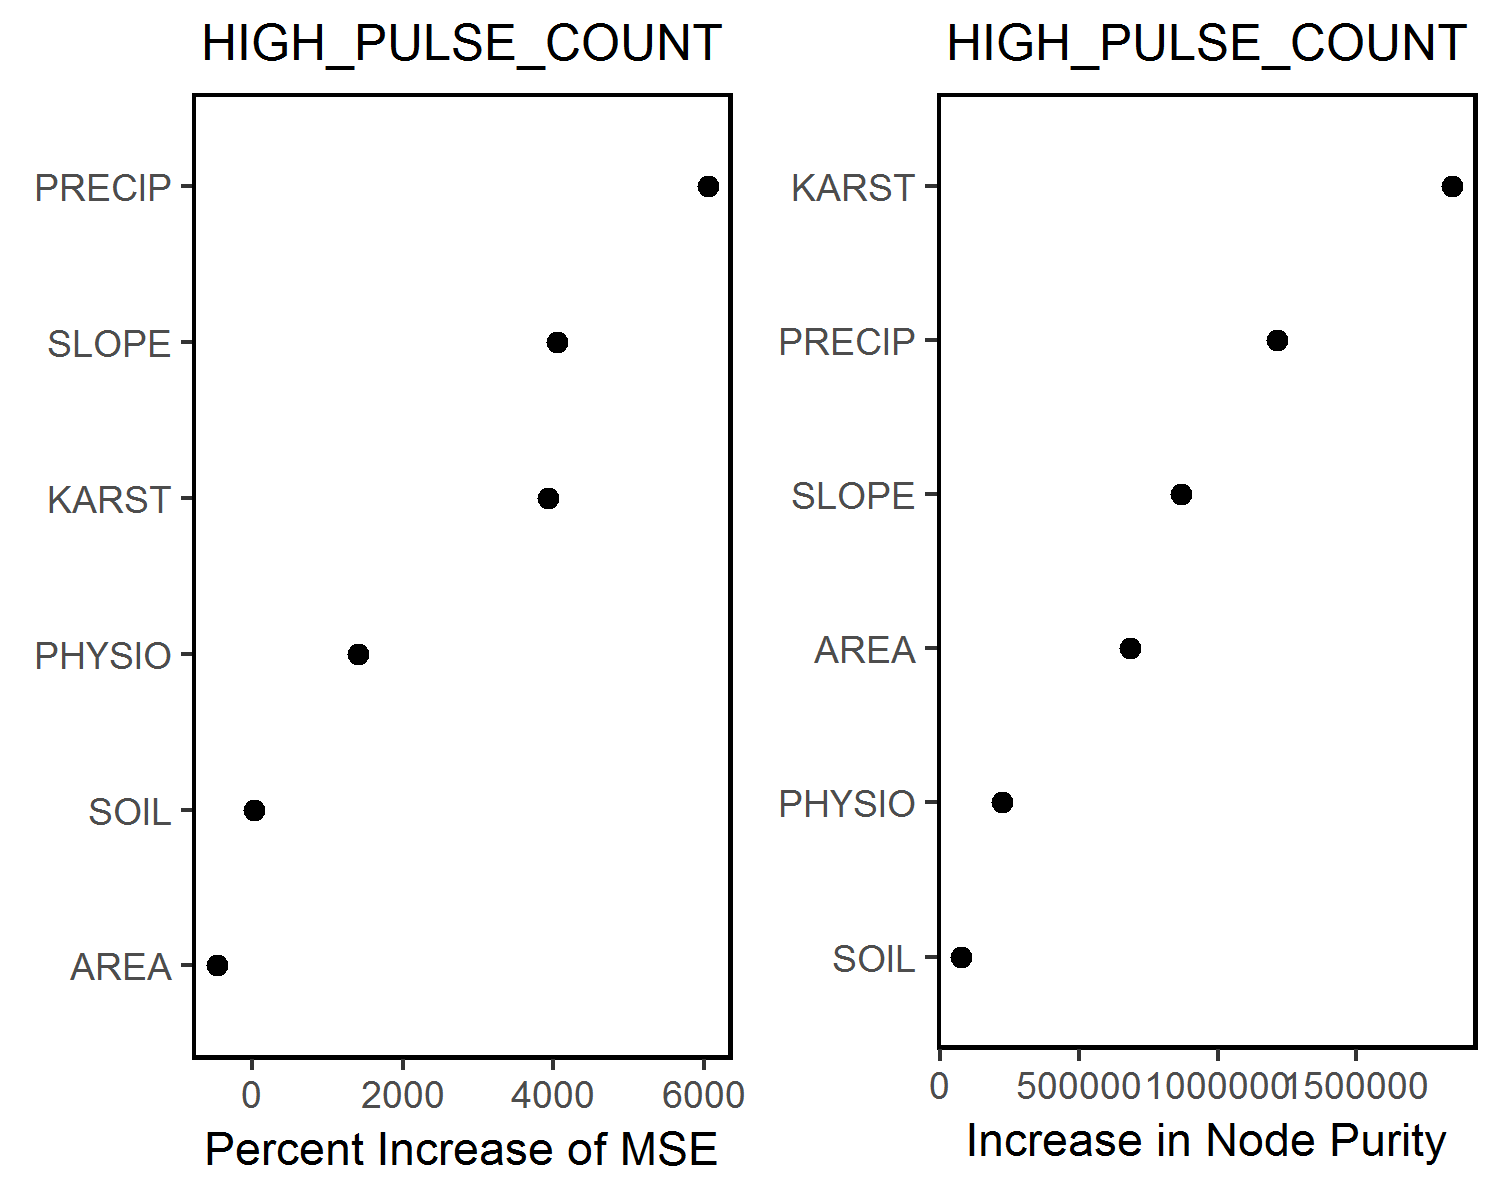 HIGH_PULSE_COUNT
PRECIP
SLOPE
KARST
PHYSIO
SOIL
AREA
0 2000 4000 6000
Percent Increase of MSE
HIGH_PULSE_COUNT
KARST
PRECIP
SLOPE
AREA
PHYSIO
SOIL
0 500000 1000000 1500000
Increase in Node Purity